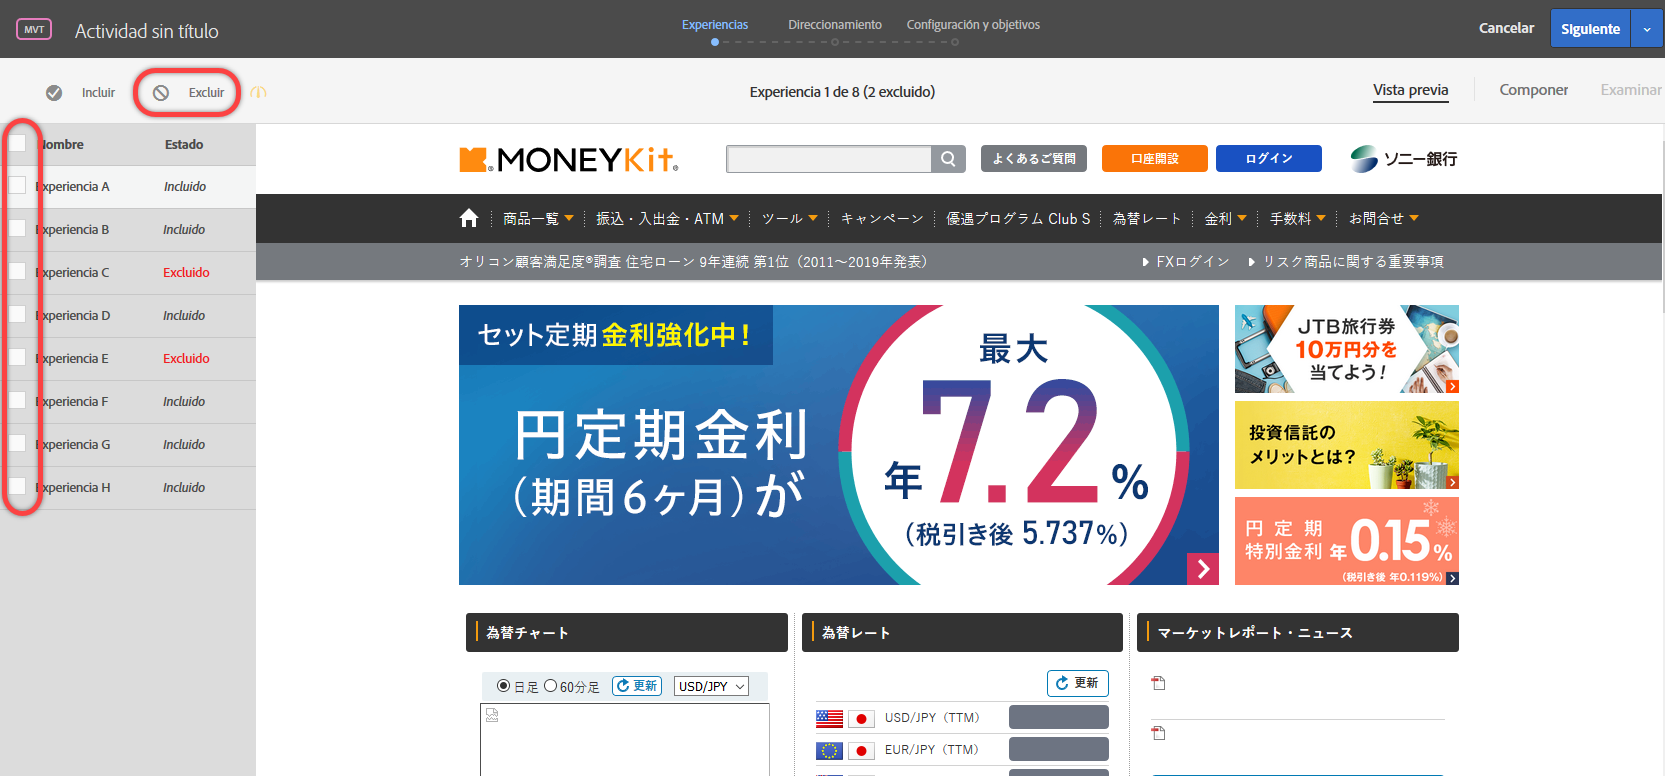 MVT
Actividad sin título
Experiencias
Direccionamiento
Configuración y objetivos
Cancelar
Siguiente
Incluir
Excluir
Experiencia 1 de 8 (2 excluido)
Vista previa
Componer
Examinar
Nombre
Estado
Experiencia A
Incluido
Experiencia B
Incluido
Experiencia C
Excluido
Experiencia D
Incluido
Experiencia E
Excluido
Experiencia F
Incluido
Experiencia G
Incluido
Experiencia H
Incluido
MONEYKit
よくあるご質問
口座開設
ログイン
ソニー銀行
商品一覧
振込・入出金・ATM
ツール
キャンペーン
優遇プログラム Club S
為替レート
金利
手数料
お問合せ
オリコン顧客満足度®調査 住宅ローン 9年連続 第1位（2011～2019年発表）
FXログイン
リスク商品に関する重要事項
セット定期 金利強化中！
円定期金利
（期間6ヶ月）が
最大
年7.2%
（税引き後 5.737%）
JTB旅行券
10万円分を
当てよう！
投資信託の
メリットとは？
円定期
特別金利 年0.15%
（税引き後 年0.119%）
為替チャート
為替レート
マーケットレポート・ニュース
日足
60分足
更新
USD/JPY
更新
USD/JPY（TTM）
EUR/JPY（TTM）